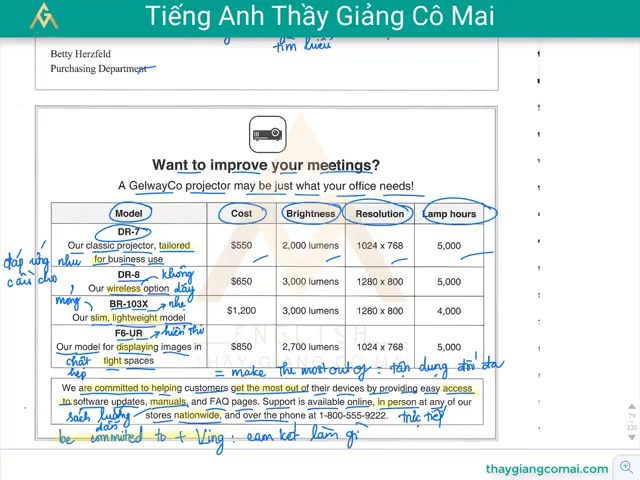 Tiếng Anh Thầy Giảng Cô Mai
tìm hiểu
Betty Herzfeld
Purchasing Department
Want to improve your meetings?
A GelwayCo projector may be just what your office needs!
Model Cost Brightness Resolution Lamp hours
DR-7
Our classic projector, tailored for business use $550 2,000 lumens 1024 x 768 5,000
đáp ứng nhu
cầu cho
DR-8 không
Our wireless option dây $650 3,000 lumens 1280 x 800 5,000
mỏng BR-103X nhẹ
Our slim, lightweight model $1,200 3,000 lumens 1280 x 800 4,000
F6-UR hiển thị
Our model for displaying images in tight spaces $850 2,700 lumens 1024 x 768 5,000
chật
hẹp
ENGLISH
THẦY GIẢNG CÔ MAI
= make the most out of : tận dụng tối đa
We are committed to helping customers get the most out of their devices by providing easy access
to software updates, manuals, and FAQ pages. Support is available online, in person at any of our
stores nationwide, and over the phone at 1-800-555-9222.
sách hướng
dẫn
trực tiếp
be commited to + Ving : cam kết làm gì
79
220
thaygiangcomai.com